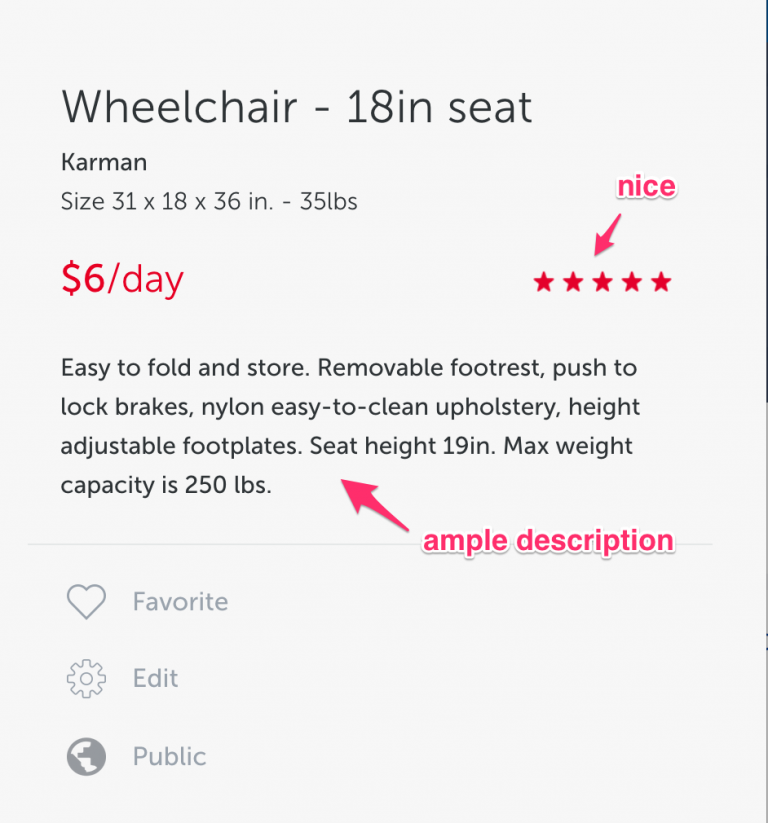 Wheelchair - 18in seat
Karman
nice
Size 31 x 18 x 36 in. - 35lbs
$6/day
Easy to fold and store. Removable footrest, push to
lock brakes, nylon easy-to-clean upholstery, height
adjustable footplates. Seat height 19in. Max weight
capacity is 250 lbs.
ample description
Favorite
Edit
Public